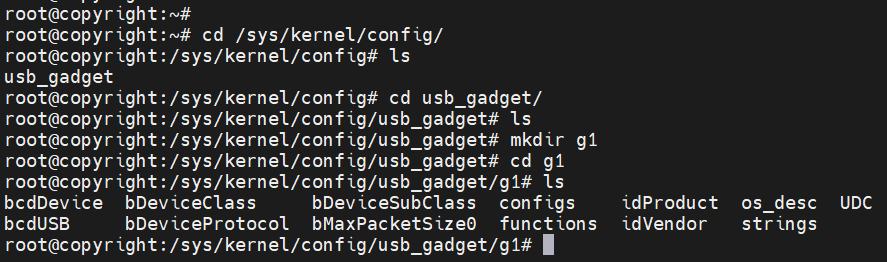 root@copyright:~#
root@copyright:~# cd /sys/kernel/config/
root@copyright:/sys/kernel/config# ls
usb_gadget
root@copyright:/sys/kernel/config# cd usb_gadget/
root@copyright:/sys/kernel/config/usb_gadget# ls
root@copyright:/sys/kernel/config/usb_gadget# mkdir g1
root@copyright:/sys/kernel/config/usb_gadget# cd g1
root@copyright:/sys/kernel/config/usb_gadget/g1# ls
bcdDevice  bDeviceClass     bDeviceSubClass  configs    idProduct  os_desc  UDC
bcdUSB     bDeviceProtocol  bMaxPacketSize0  functions  idVendor   strings
root@copyright:/sys/kernel/config/usb_gadget/g1#